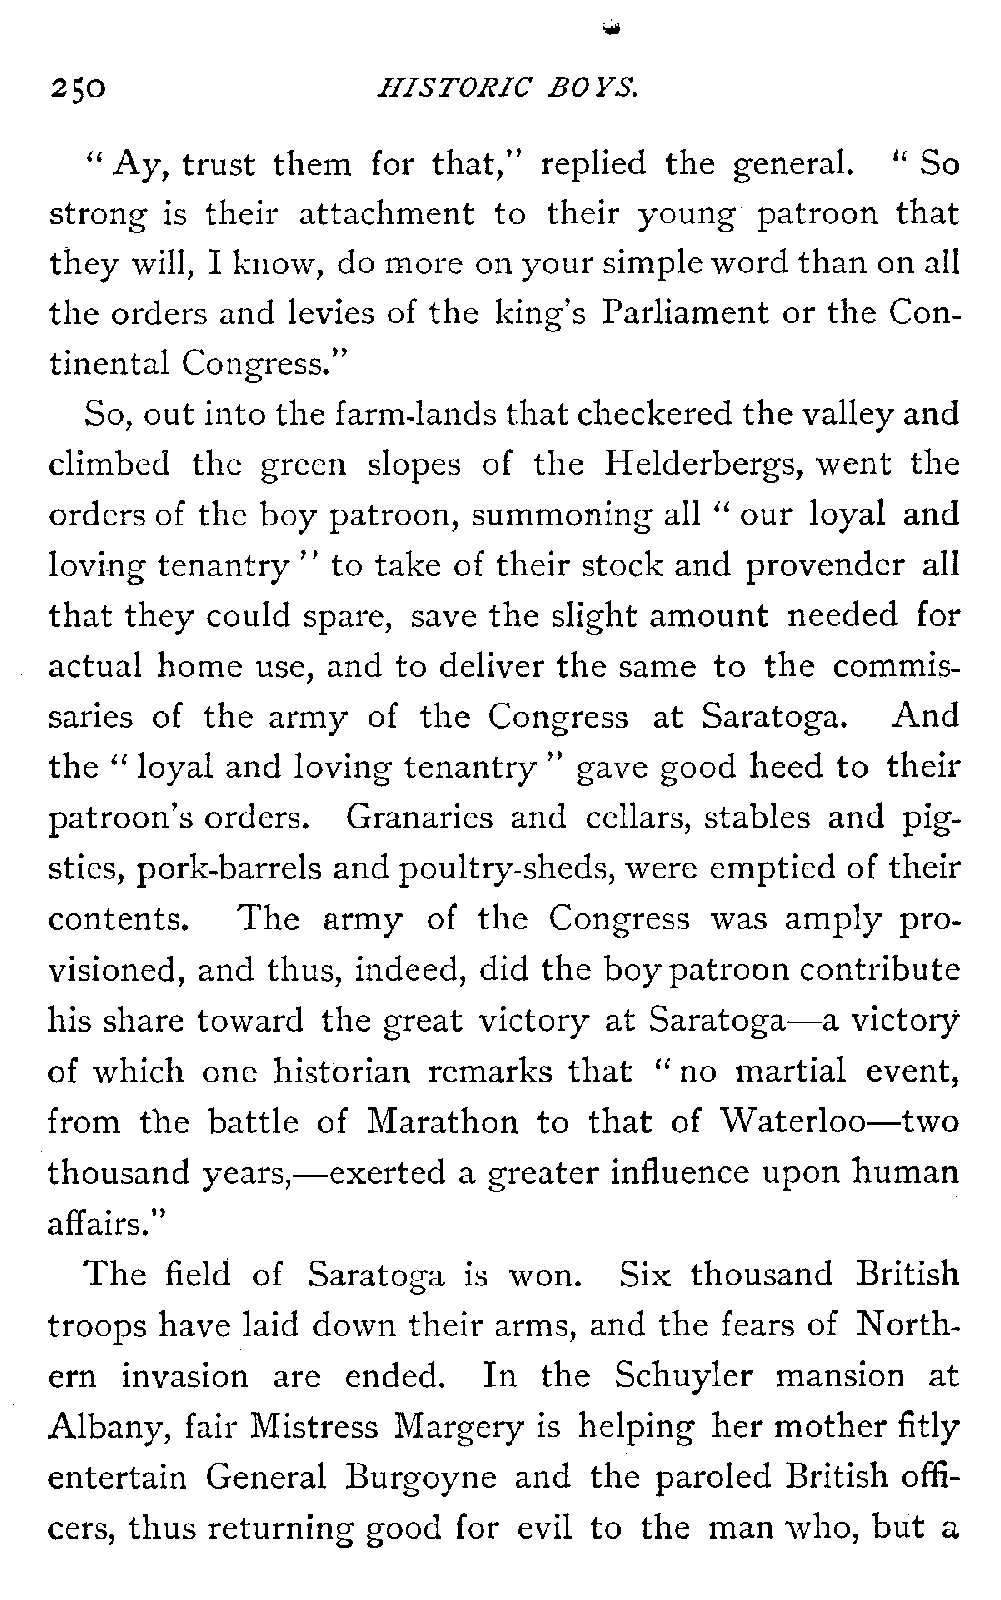 250 HISTORIC BOYS.
“ Ay, trust them for that,” replied the general. “ So
strong is their attachment to their young patroon that
they will, I know, do more on your simple word than on all
the orders and levies of the king’s Parliament or the Con-
tinental Congress.”
So, out into the farm-lands that checkered the valley and
climbed the green slopes of the Helderbergs, went the
orders of the boy patroon, summoning all “ our loyal and
loving tenantry ” to take of their stock and provender all
that they could spare, save the slight amount needed for
actual home use, and to deliver the same to the commis-
saries of the army of the Congress at Saratoga. And
the “ loyal and loving tenantry ” gave good heed to their
patroon’s orders. Granaries and cellars, stables and pig-
sties, pork-barrels and poultry-sheds, were emptied of their
contents. The army of the Congress was amply pro-
visioned, and thus, indeed, did the boy patroon contribute
his share toward the great victory at Saratoga—a victory
of which one historian remarks that “ no martial event,
from the battle of Marathon to that of Waterloo—two
thousand years,—exerted a greater influence upon human
affairs.”
The field of Saratoga is won. Six thousand British
troops have laid down their arms, and the fears of North-
ern invasion are ended. In the Schuyler mansion at
Albany, fair Mistress Margery is helping her mother fitly
entertain General Burgoyne and the paroled British offi-
cers, thus returning good for evil to the man who, but a